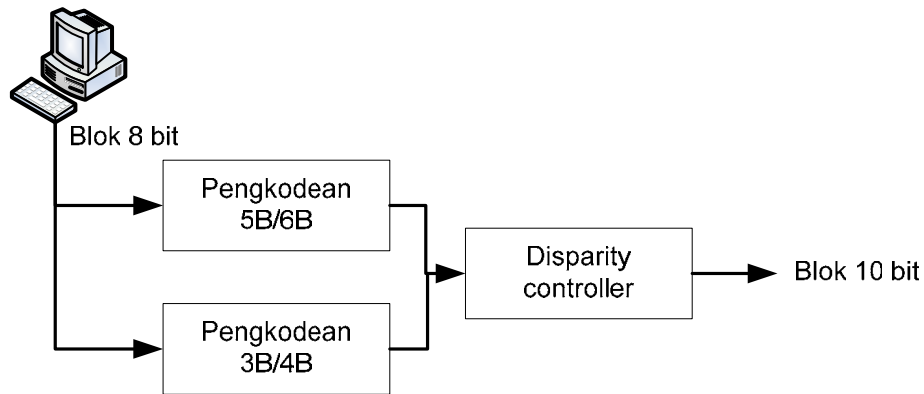 Blok 8 bit
Pengkodean
5B/6B
Disparity
controller
Blok 10 bit
Pengkodean
3B/4B